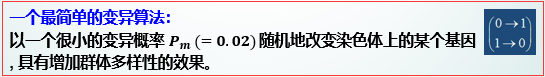 一个最简单的变异算法：
以一个很小的变异概率 P_m (= 0.02) 随机地改变染色体上的某个基因
, 具有增加群体多样性的效果。
(0 → 1
1 → 0)